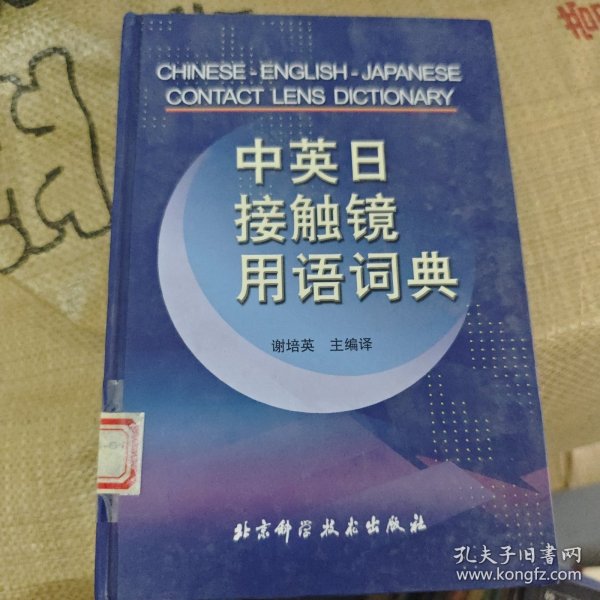 CHINESE-ENGLISH-JAPANESE
CONTACT LENS DICTIONARY
中英日
接触镜
用语词典
谢培英 主编译
北京科学技术出版社
孔夫子旧书网
www.kongfz.com